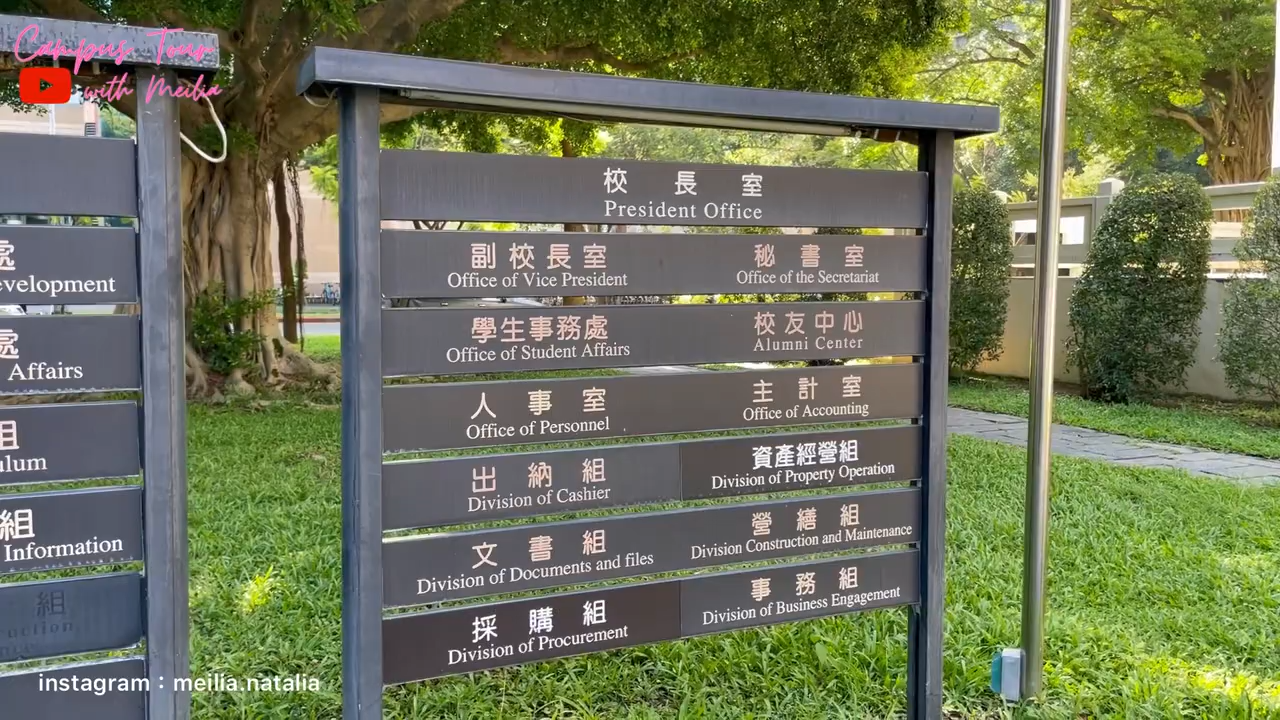 Campus Tour
with Meilia
處
evelopment
處
Affairs
組
ulum
組
Information
組
校長室
President Office
副校長室
Office of Vice President
秘書室
Office of the Secretariat
學生事務處
Office of Student Affairs
校友中心
Alumni Center
人事室
Office of Personnel
主計室
Office of Accounting
出納組
Division of Cashier
資產經營組
Division of Property Operation
文書組
Division of Documents and files
營繕組
Division Construction and Maintenance
採購組
Division of Procurement
事務組
Division of Business Engagement
instagram : meilia.natalia